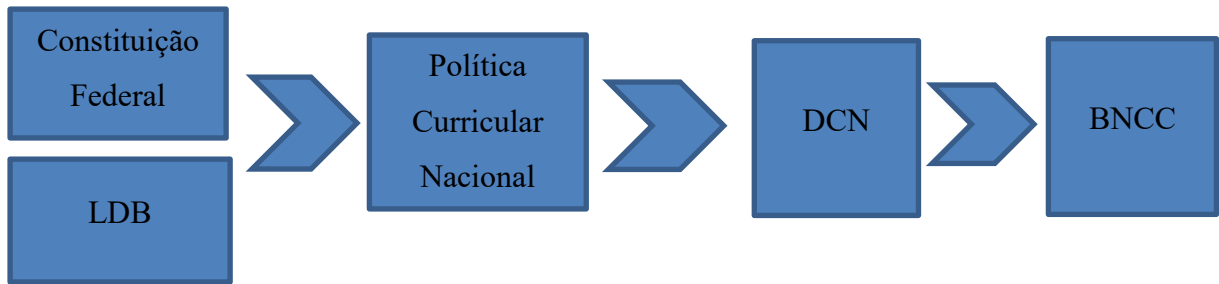 Constituição
Federal
LDB
Política
Curricular
Nacional
DCN
BNCC